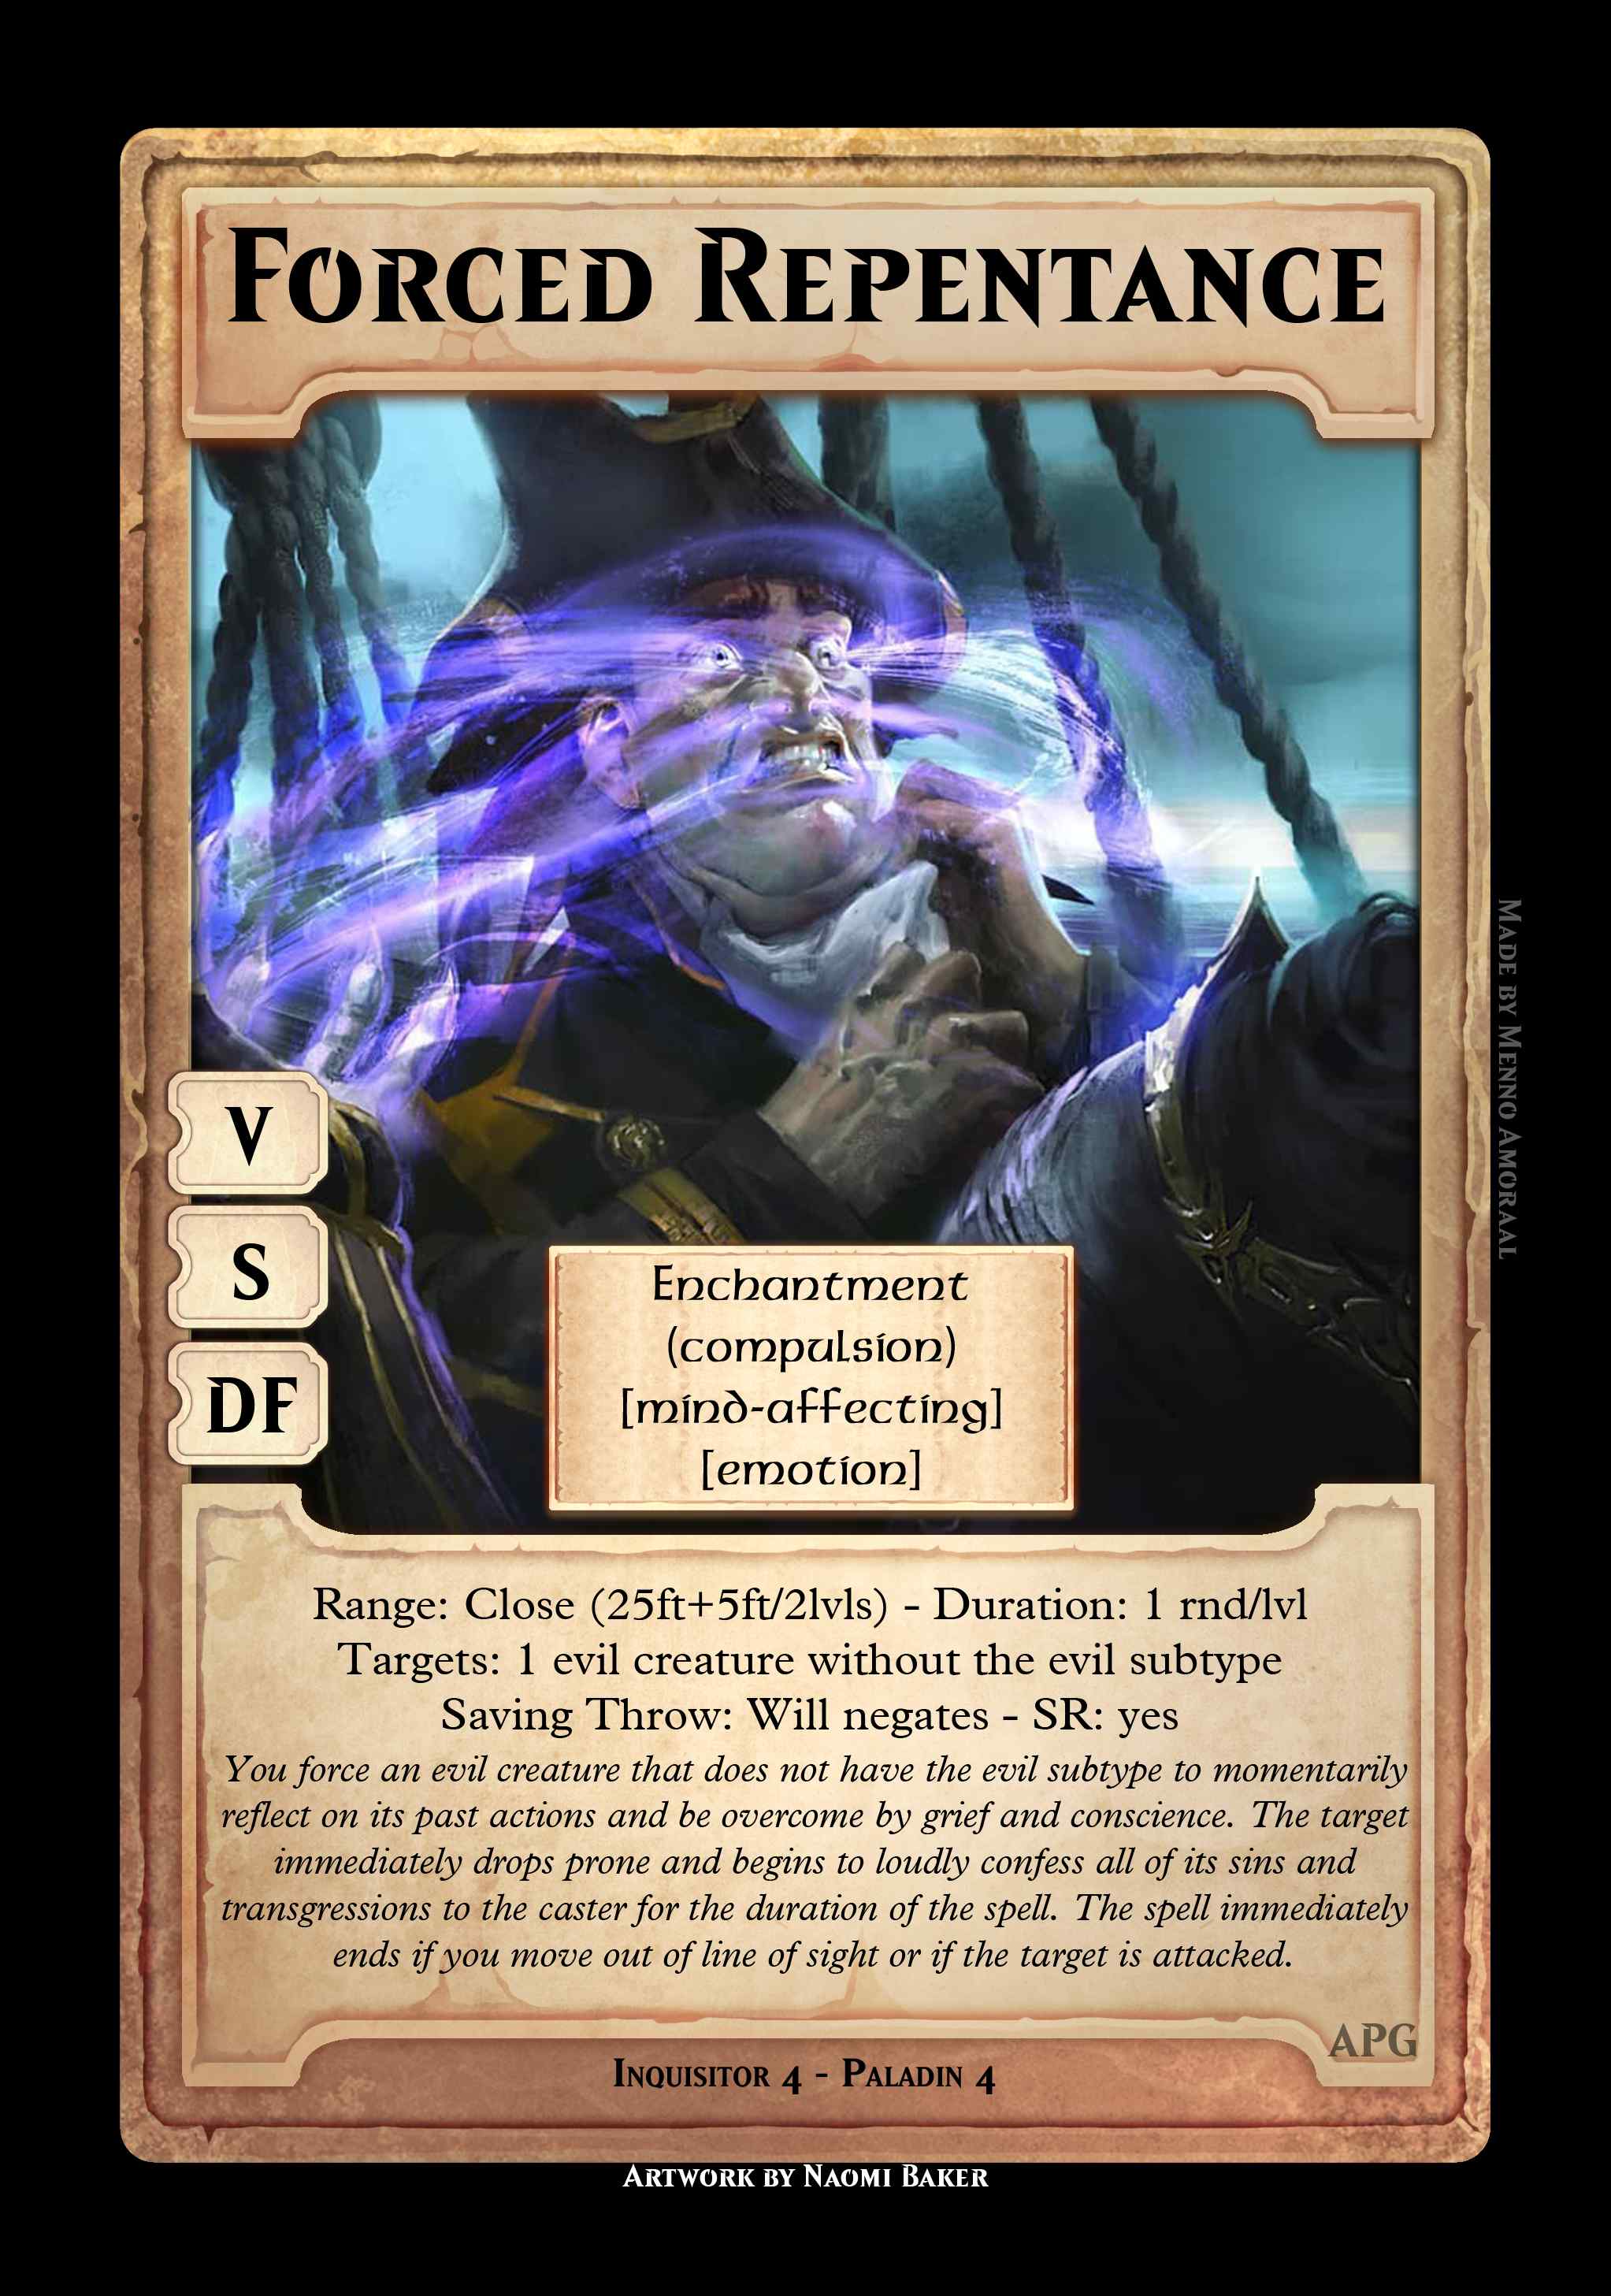 Forced Repentance
V
S
DF
Enchantment
(compulsion)
[mind-affecting]
[emotion]
Range: Close (25ft+5ft/2lvls) - Duration: 1 rnd/lvl
Targets: 1 evil creature without the evil subtype
Saving Throw: Will negates - SR: yes
You force an evil creature that does not have the evil subtype to momentarily
reflect on its past actions and be overcome by grief and conscience. The target
immediately drops prone and begins to loudly confess all of its sins and
transgressions to the caster for the duration of the spell. The spell immediately
ends if you move out of line of sight or if the target is attacked.
APG
Inquisitor 4 - Paladin 4
Artwork by Naomi Baker
Made by Menno Amoraal